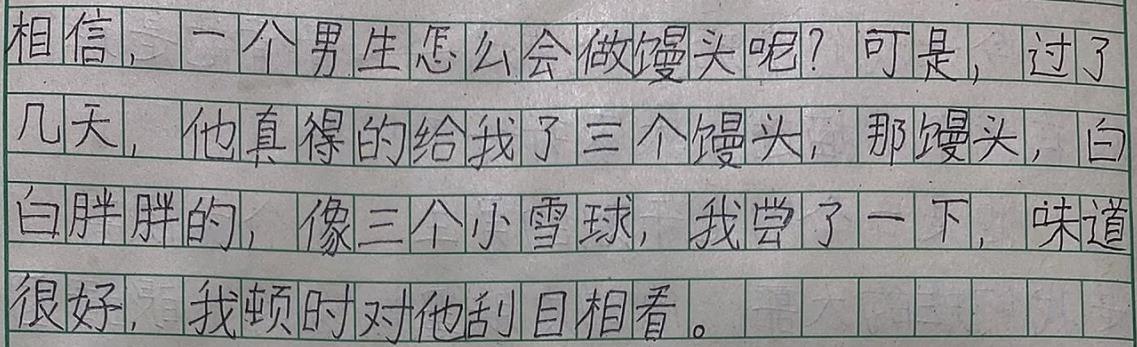 相信，一个男生怎么会做馒头呢？可是，过了
几天，他真得的给我了三个馒头，那馒头，白
白胖胖的，像三个小雪球，我尝了一下，味道
很好，我顿时对他刮目相看。